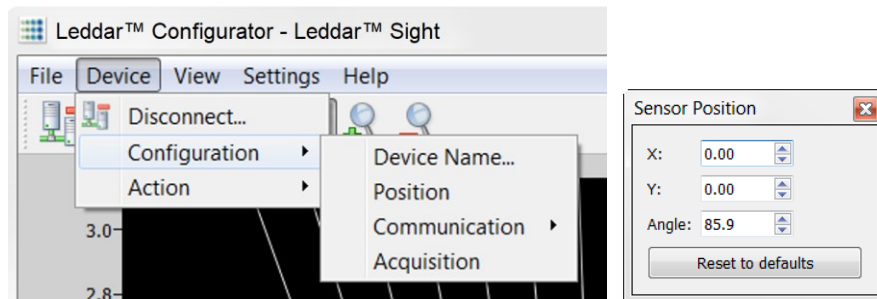 Leddar™ Configurator - Leddar™ Sight
File Device View Settings Help
Disconnect...
Configuration
Action
Device Name...
Position
Communication
Acquisition
3.0
2.8
Sensor Position
X: 0.00
Y: 0.00
Angle: 85.9
Reset to defaults